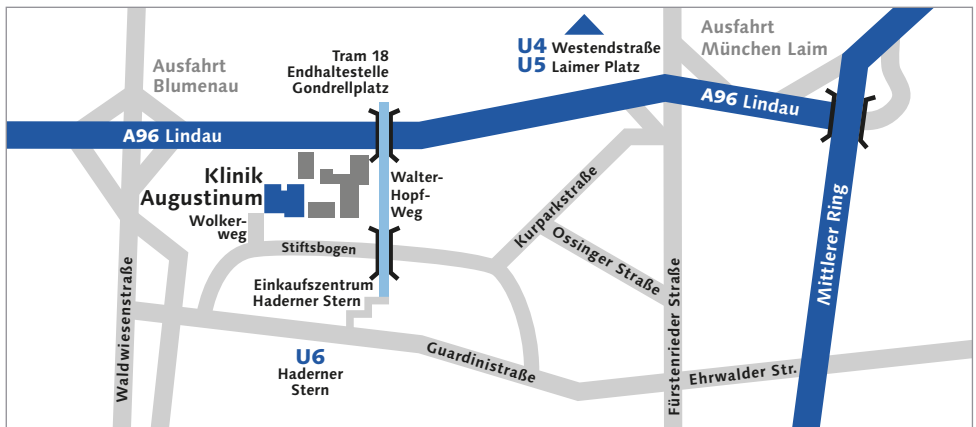 Ausfahrt
Blumenau
Tram 18
Endhaltestelle
Gondrellplatz
U4 Westendstraße
U5 Laimer Platz
Ausfahrt
München Laim
A96 Lindau
A96 Lindau
Klinik
Augustinum
Wolker-
weg
Walter-
Hopf-
Weg
Stiftsbogen
Kurparkstraße
Ossinger Straße
Einkaufszentrum
Haderner Stern
U6
Haderner
Stern
Guardinistraße
Waldwiesenstraße
Fürstenrieder Straße
Ehrwalder Str.
Mittlerer Ring